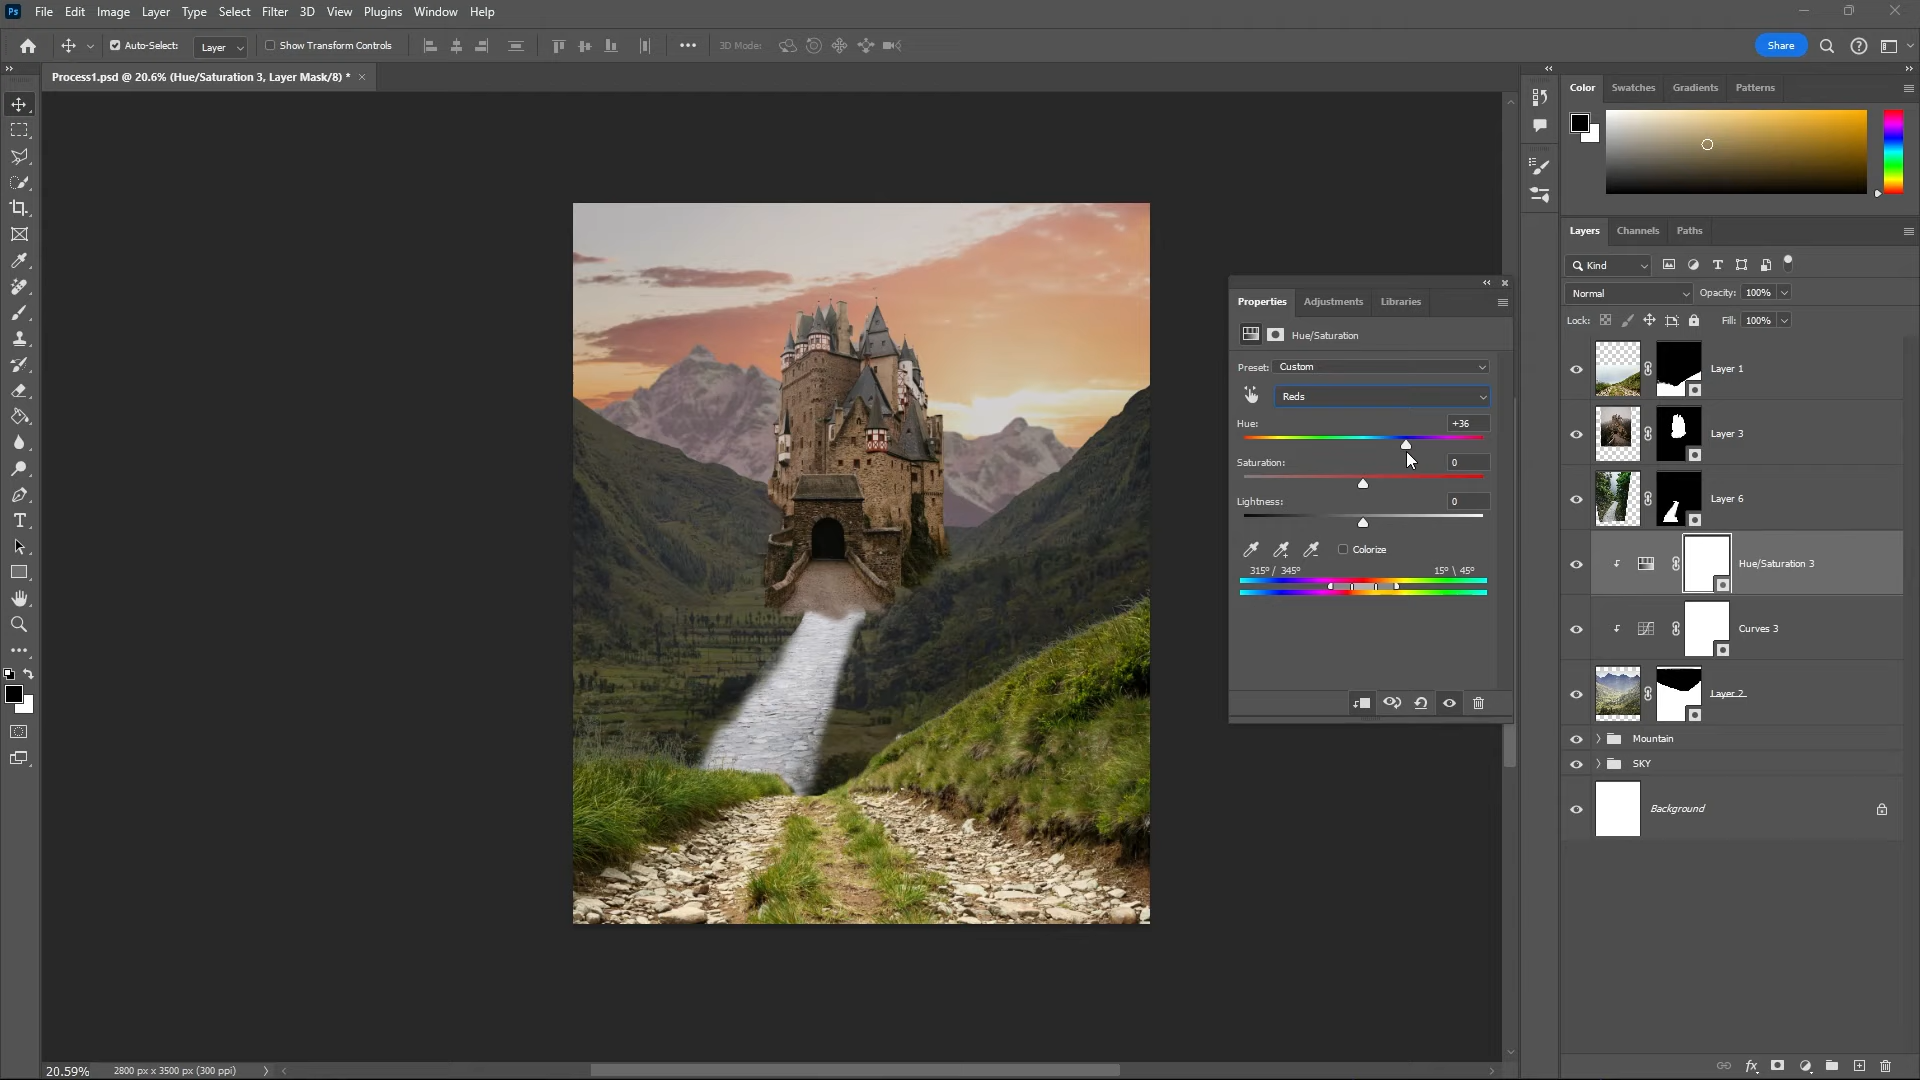 Ps File Edit Image Layer Type Select Filter 3D View Plugins Window Help
Auto-Select: Layer Show Transform Controls 3D Mode: Share
Process1.psd @ 20.6% (Hue/Saturation 3, Layer Mask/8) *
Color Swatches Gradients Patterns
Layers Channels Paths
Kind
Normal Opacity: 100%
Lock: Fill: 100%
Layer 1
Layer 3
Layer 6
Hue/Saturation 3
Curves 3
Layer 2
Mountain
SKY
Background
Properties Adjustments Libraries
Hue/Saturation
Preset: Custom
Reds
Hue: +36
Saturation: 0
Lightness: 0
Colorize
315°/ 345° 15° \ 45°
20.59% 2800 px x 3500 px (300 ppi)